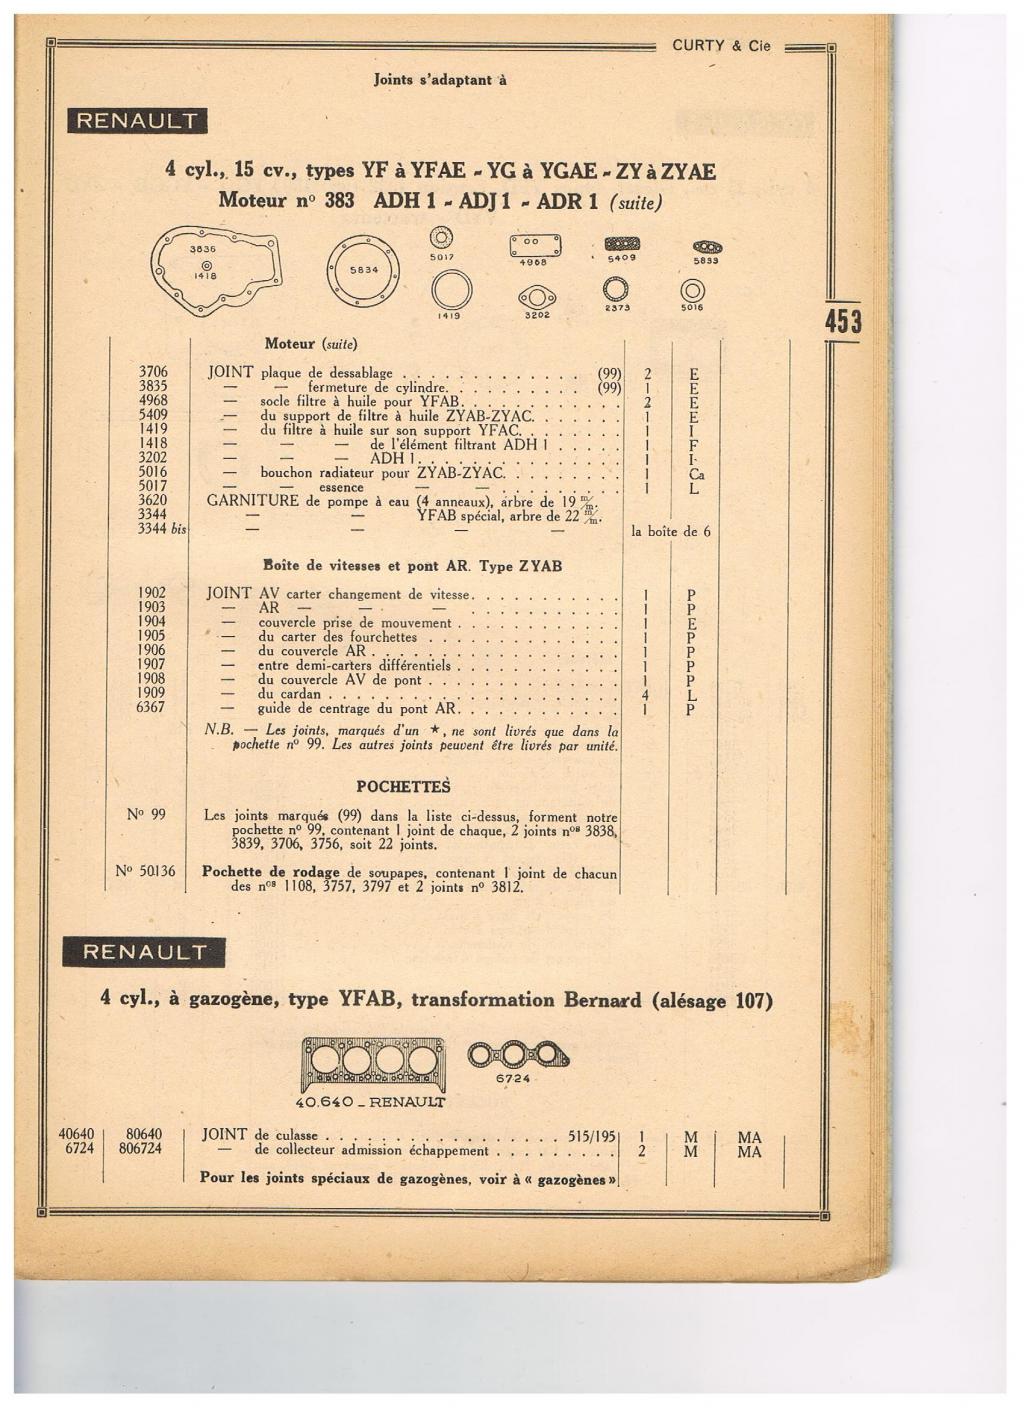 CURTY & Cie
Joints s'adaptant à
RENAULT
4 cyl., 15 cv., types YF à YFAE - YG à YGAE - ZY à ZYAE
Moteur nº 383 ADH 1 - ADJ 1 - ADR 1 (suite)
3836
1418
5834
5017
1419
4968
3202
5409
2373
5833
5016
453
Moteur (suite)
3706 JOINT plaque de dessablage . . . . . . . . . . . . . (99) 2 E
3835 — — fermeture de cylindre. . . . . . . . . . (99) 1 E
4968 — socle filtre à huile pour YFAB. . . . . . . . . . . . 2 E
5409 — du support de filtre à huile ZYAB-ZYAC. . . . . . . 1 E
1419 — du filtre à huile sur son support YFAC. . . . . . . . 1 I
1418 — — — de l'élément filtrant ADH 1 . . . . . 1 F
3202 — — — ADH 1. . . . . . . . . . . . . . . 1 I
5016 — bouchon radiateur pour ZYAB-ZYAC. . . . . . . . . 1 Ca
5017 — — essence — — . . . . . . . . . 1 L
3620 GARNITURE de pompe à eau (4 anneaux), arbre de 19 m/m.
3344 — — YFAB spécial, arbre de 22 m/m.
3344 bis — — — — la boîte de 6
Boîte de vitesses et pont AR. Type ZYAB
1902 JOINT AV carter changement de vitesse. . . . . . . . . . . 1 P
1903 — AR — — — . . . . . . . . . . . 1 P
1904 — couvercle prise de mouvement . . . . . . . . . . . . 1 E
1905 — du carter des fourchettes . . . . . . . . . . . . . . 1 P
1906 — du couvercle AR . . . . . . . . . . . . . . . . . . 1 P
1907 — entre demi-carters différentiels . . . . . . . . . . . . 1 P
1908 — du couvercle AV de pont . . . . . . . . . . . . . . 1 P
1909 — du cardan . . . . . . . . . . . . . . . . . . . . . 4 L
6367 — guide de centrage du pont AR. . . . . . . . . . . . 1 P
N.B. — Les joints, marqués d'un ★, ne sont livrés que dans la
pochette nº 99. Les autres joints peuvent être livrés par unité.
POCHETTES
Nº 99 Les joints marqués (99) dans la liste ci-dessus, forment notre
pochette nº 99, contenant 1 joint de chaque, 2 joints nos 3838,
3839, 3706, 3756, soit 22 joints.
Nº 50.136 Pochette de rodage de soupapes, contenant 1 joint de chacun
des nos 1108, 3757, 3797 et 2 joints nº 3812.
RENAULT
4 cyl., à gazogène, type YFAB, transformation Bernard (alésage 107)
40.640 - RENAULT
6724
40640 80640 JOINT de culasse . . . . . . . . . . . . . . . . . 515/195 1 M MA
6724 806724 — de collecteur admission échappement . . . . . . . . . 2 M MA
Pour les joints spéciaux de gazogènes, voir à « gazogènes »